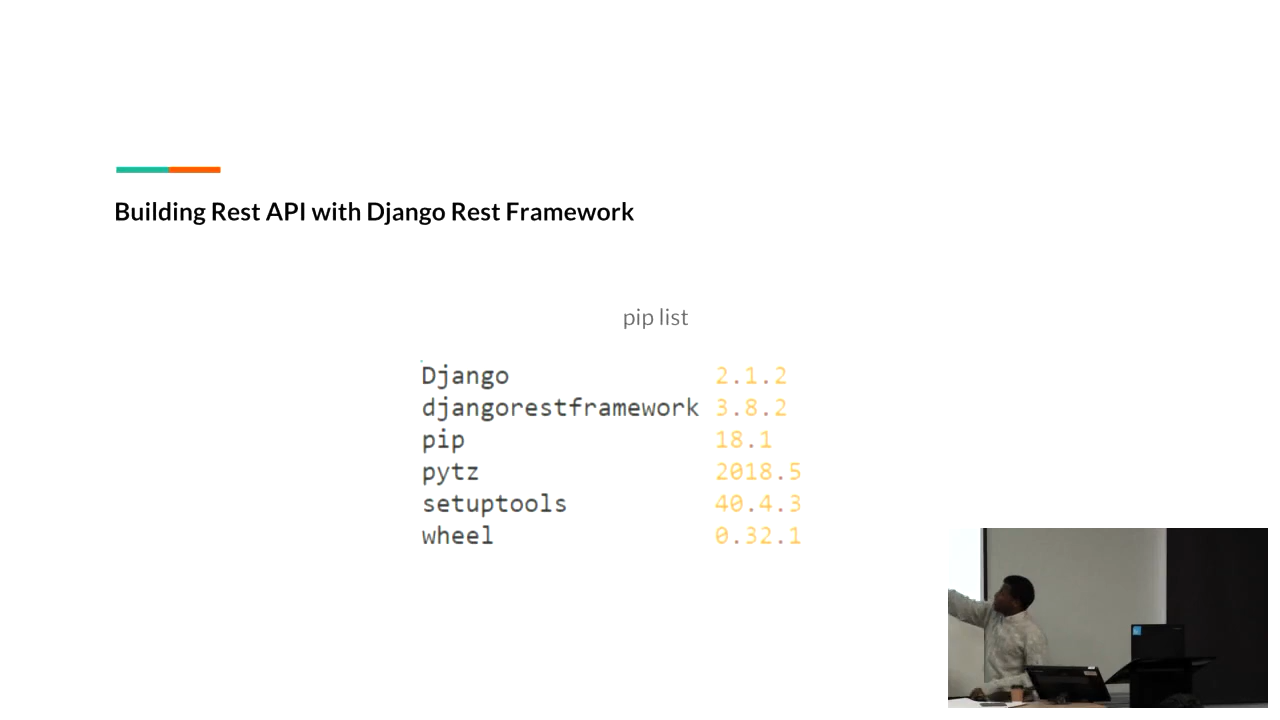 Building Rest API with Django Rest Framework
pip list
Django 2.1.2
djangorestframework 3.8.2
pip 18.1
pytz 2018.5
setuptools 40.4.3
wheel 0.32.1